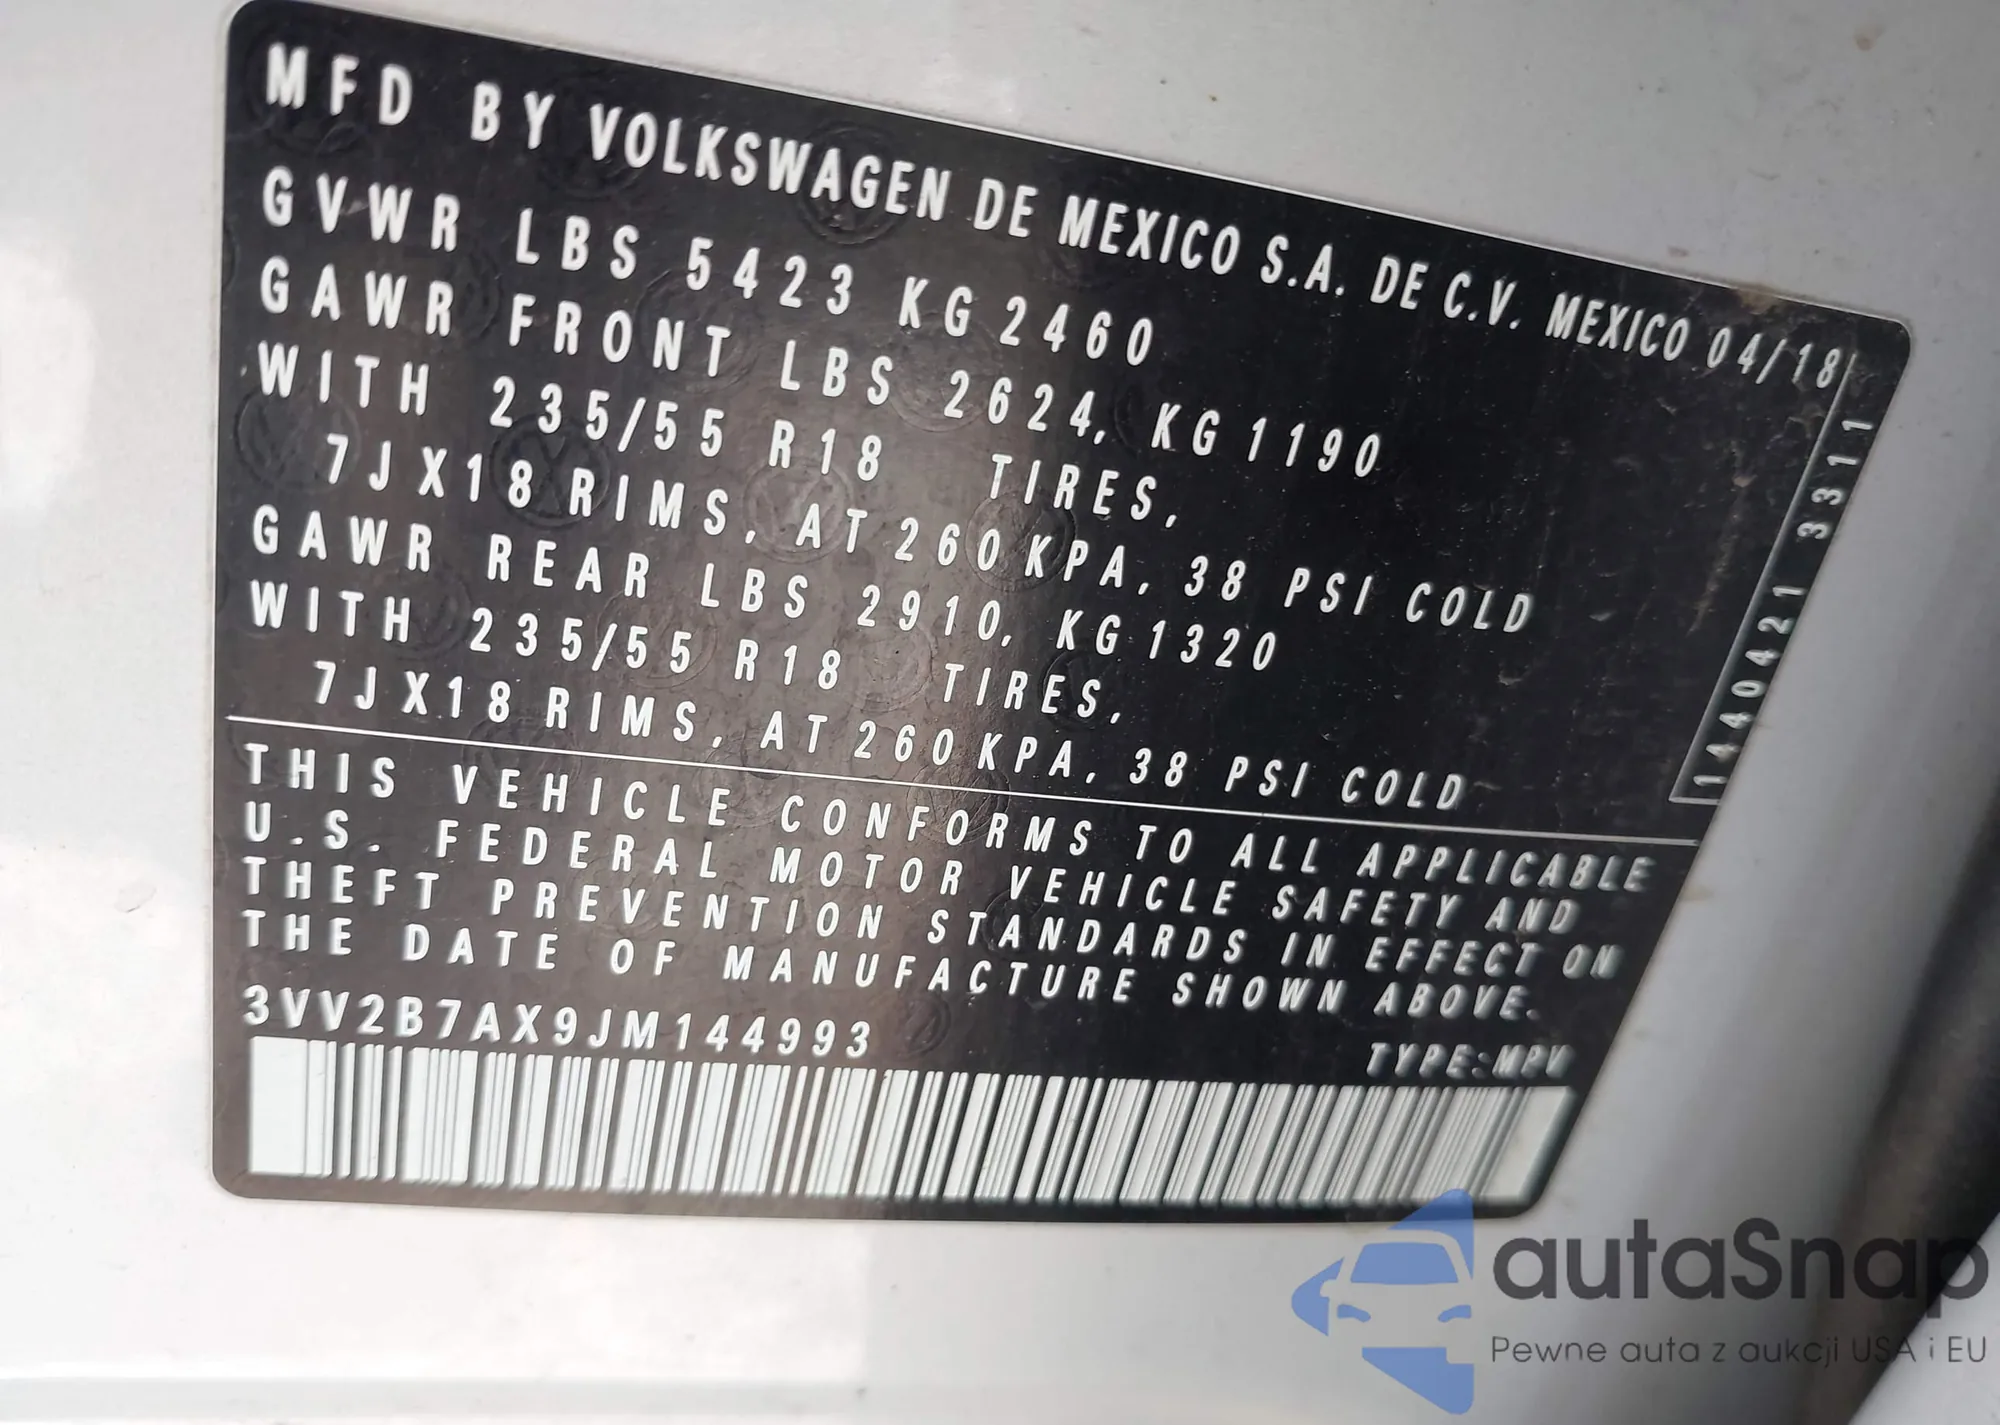 MFD BY VOLKSWAGEN DE MEXICO S.A. DE C.V. MEXICO 04/18
GVWR LBS 5423 KG 2460
GAWR FRONT LBS 2624, KG 1190
WITH 235/55 R18 TIRES,
7JX18 RIMS, AT 260 KPA, 38 PSI COLD
GAWR REAR LBS 2910, KG 1320
WITH 235/55 R18 TIRES,
7JX18 RIMS, AT 260 KPA, 38 PSI COLD
1440421 3311
THIS VEHICLE CONFORMS TO ALL APPLICABLE
U.S. FEDERAL MOTOR VEHICLE SAFETY AND
THEFT PREVENTION STANDARDS IN EFFECT ON
THE DATE OF MANUFACTURE SHOWN ABOVE.
3VV2B7AX9JM144993
TYPE:MPV
autaSnap
Pewne auta z aukcji USA i EU